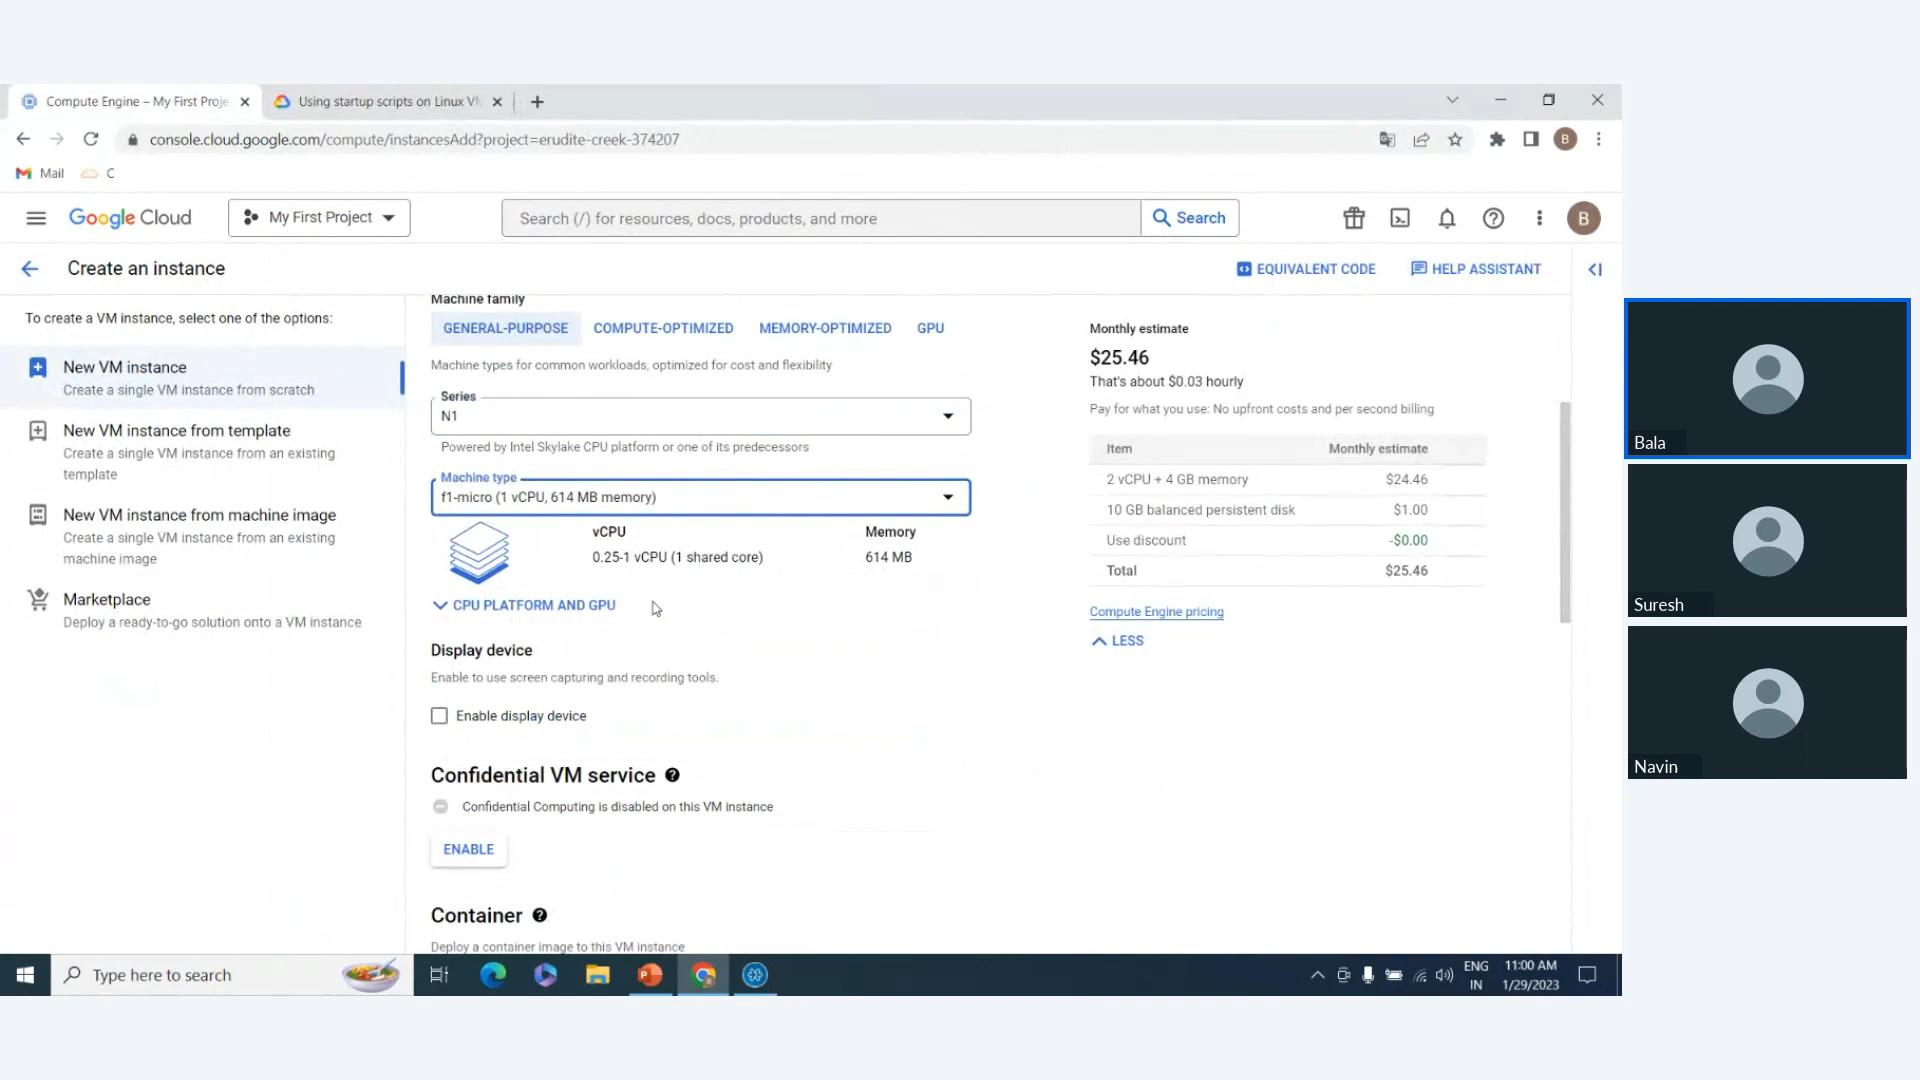 Compute Engine – My First Proje
Using startup scripts on Linux VM
console.cloud.google.com/compute/instancesAdd?project=erudite-creek-374207
B
Mail
C
Google Cloud
My First Project
Search (/) for resources, docs, products, and more
Search
B
Create an instance
EQUIVALENT CODE
HELP ASSISTANT
To create a VM instance, select one of the options:
New VM instance
Create a single VM instance from scratch
New VM instance from template
Create a single VM instance from an existing
template
New VM instance from machine image
Create a single VM instance from an existing
machine image
Marketplace
Deploy a ready-to-go solution onto a VM instance
Machine family
GENERAL-PURPOSE
COMPUTE-OPTIMIZED
MEMORY-OPTIMIZED
GPU
Machine types for common workloads, optimized for cost and flexibility
Series
N1
Powered by Intel Skylake CPU platform or one of its predecessors
Machine type
f1-micro (1 vCPU, 614 MB memory)
vCPU
Memory
0.25-1 vCPU (1 shared core)
614 MB
CPU PLATFORM AND GPU
Display device
Enable to use screen capturing and recording tools.
Enable display device
Confidential VM service
Confidential Computing is disabled on this VM instance
ENABLE
Container
Deploy a container image to this VM instance
Monthly estimate
$25.46
That's about $0.03 hourly
Pay for what you use: No upfront costs and per second billing
Item
Monthly estimate
2 vCPU + 4 GB memory
$24.46
10 GB balanced persistent disk
$1.00
Use discount
-$0.00
Total
$25.46
Compute Engine pricing
LESS
Bala
Suresh
Navin
Type here to search
ENG
IN
11:00 AM
1/29/2023